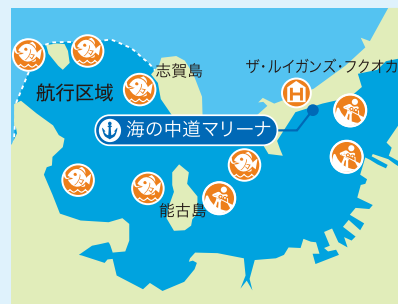 志賀島
ザ・ルイガンズ・フクオカ
航行区域
H
海の中道マリーナ
能古島